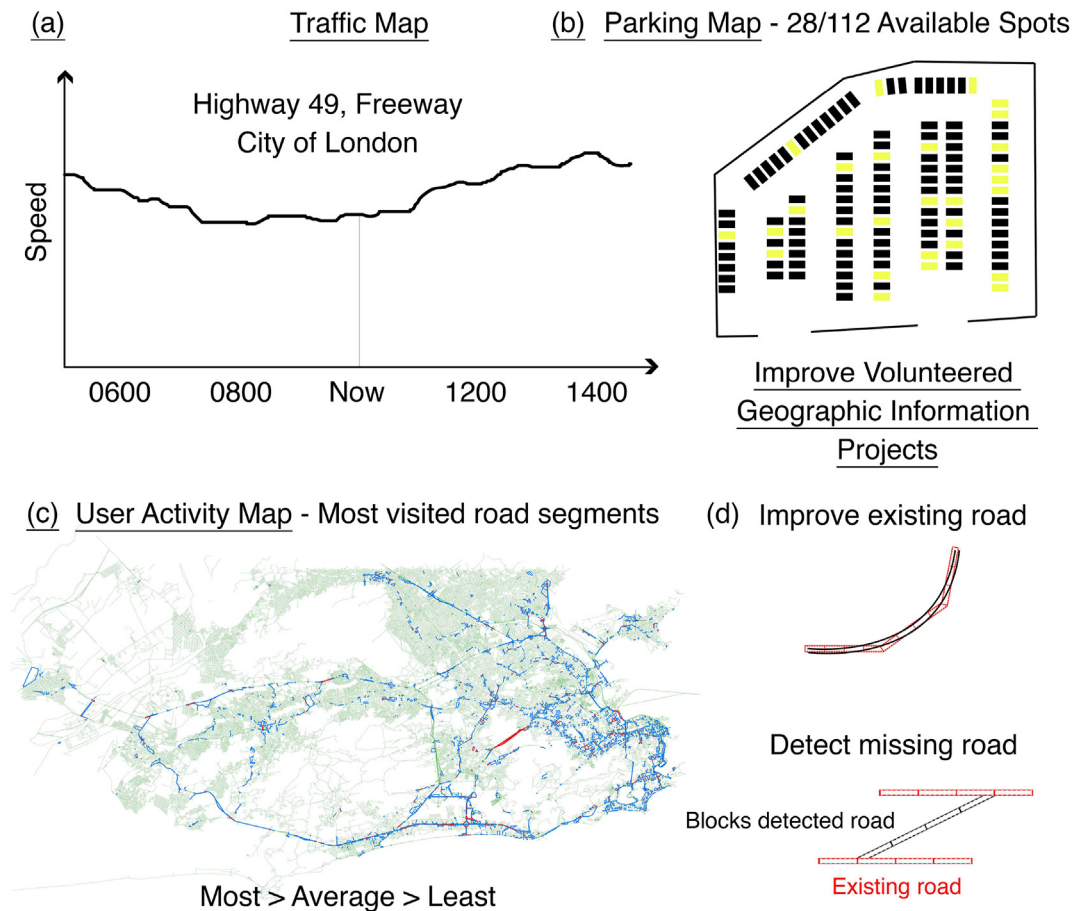 (a) Traffic Map
Highway 49, Freeway
City of London
Speed
0600 0800 Now 1200 1400
(b) Parking Map - 28/112 Available Spots
Improve Volunteered
Geographic Information
Projects
(c) User Activity Map - Most visited road segments
Most > Average > Least
(d) Improve existing road
Detect missing road
Blocks detected road
Existing road